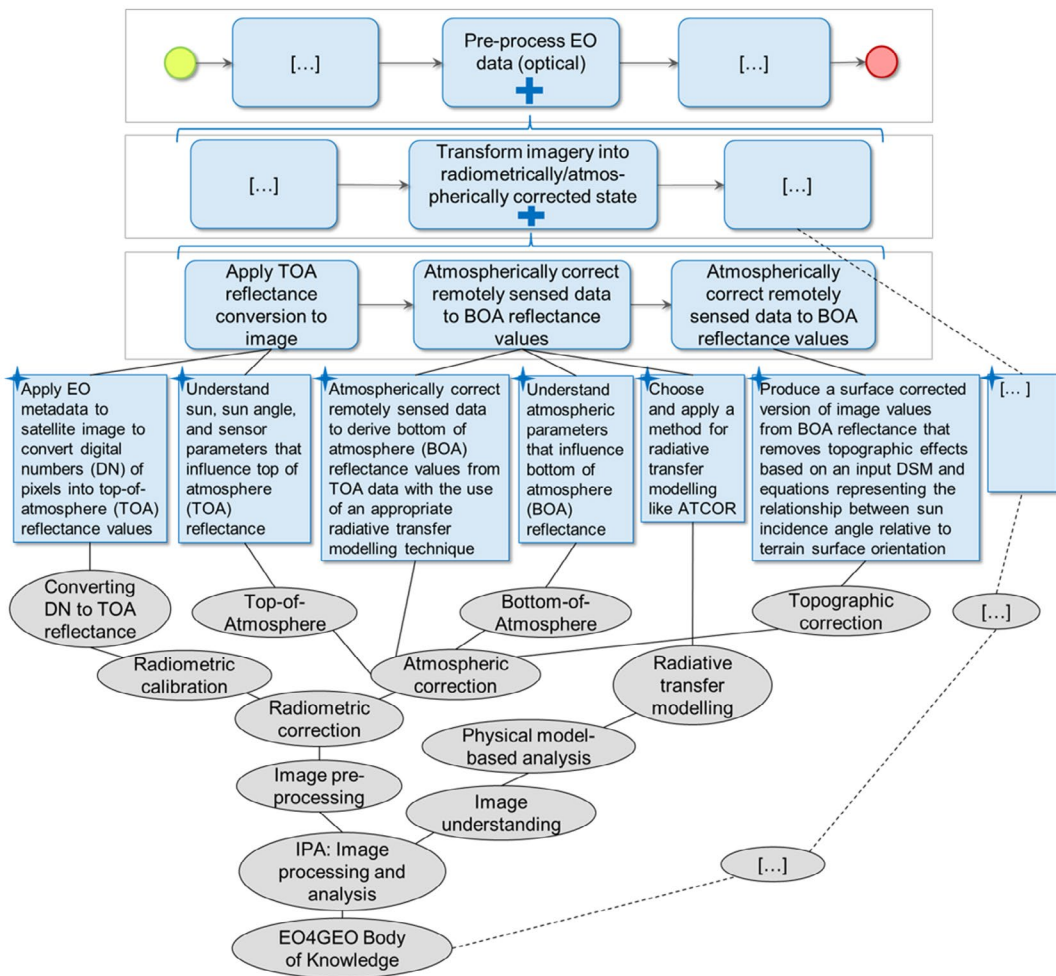 [...]
Pre-process EO
data (optical)
[...]
[...]
Transform imagery into
radiometrically/atmos-
pherically corrected state
[...]
Apply TOA
reflectance
conversion to
image
Atmospherically correct
remotely sensed data
to BOA reflectance
values
Atmospherically
correct remotely
sensed data to BOA
reflectance values
Apply EO
metadata to
satellite image to
convert digital
numbers (DN) of
pixels into top-of-
atmosphere (TOA)
reflectance values
Understand
sun, sun angle,
and sensor
parameters that
influence top of
atmosphere
(TOA)
reflectance
Atmospherically correct
remotely sensed data
to derive bottom of
atmosphere (BOA)
reflectance values from
TOA data with the use
of an appropriate
radiative transfer
modelling technique
Understand
atmospheric
parameters
that influence
bottom of
atmosphere
(BOA)
reflectance
Choose
and apply a
method for
radiative
transfer
modelling
like ATCOR
Produce a surface corrected
version of image values
from BOA reflectance that
removes topographic effects
based on an input DSM and
equations representing the
relationship between sun
incidence angle relative to
terrain surface orientation
[... ]
Converting
DN to TOA
reflectance
Top-of-
Atmosphere
Bottom-of-
Atmosphere
Topographic
correction
[...]
Radiometric
calibration
Atmospheric
correction
Radiative
transfer
modelling
Radiometric
correction
Physical model-
based analysis
Image pre-
processing
Image
understanding
IPA: Image
processing and
analysis
[...]
EO4GEO Body
of Knowledge